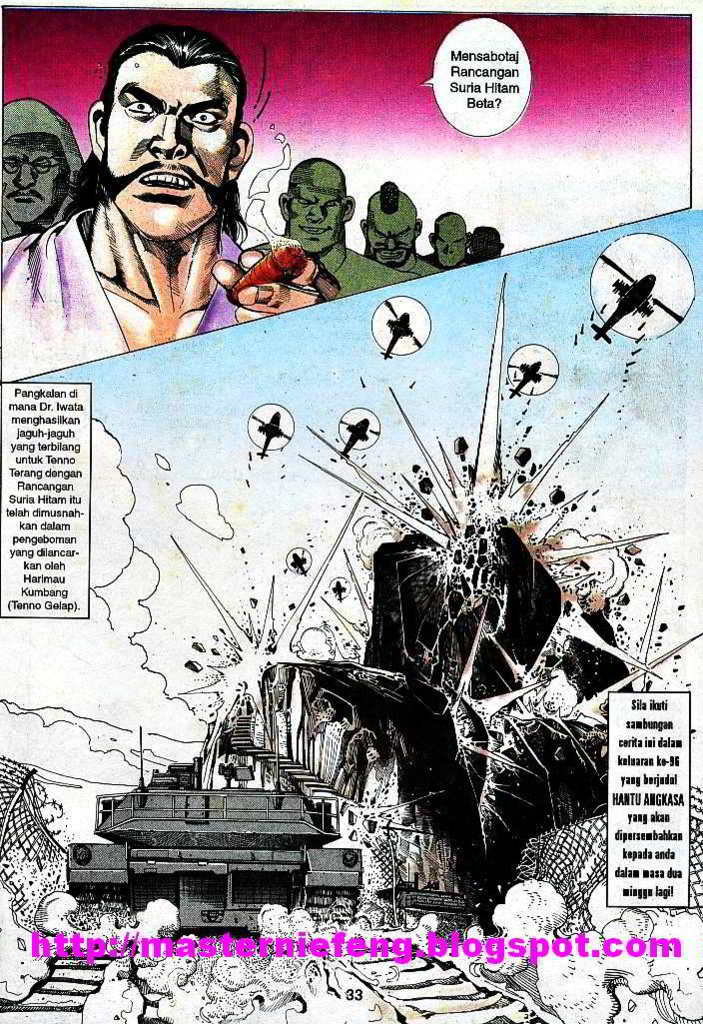 Mensabotaj
Rancangan
Suria Hitam
Beta?
Pangkalan di
mana Dr. Iwata
menghasilkan
jaguh-jaguh
yang terbilang
untuk Tenno
Terang dengan
Rancangan
Suria Hitam itu
telah dimusnah-
kan dalam
pengeboman
yang dilancar-
kan oleh
Harimau
Kumbang
(Tenno Gelap).
Sila ikuti
sambungan
cerita ini dalam
keluaran ke-96
yang berjudul
HANTU ANGKASA
yang akan
dipersembahkan
kepada anda
dalam masa dua
minggu lagi!
http://masterniefeng.blogspot.com
33